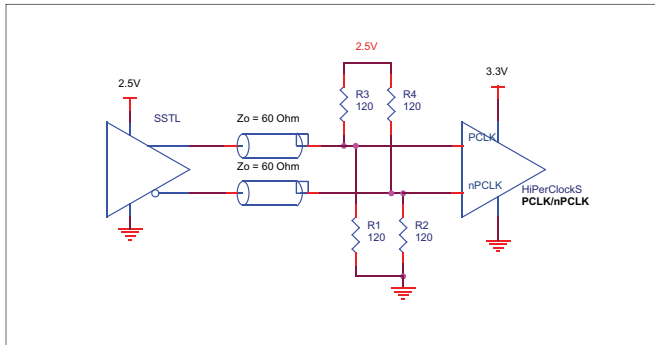 2.5V
2.5V
3.3V
SSTL
Zo = 60 Ohm
R3
120
R4
120
PCLK
Zo = 60 Ohm
nPCLK
HiPerClockS
PCLK/nPCLK
R1
120
R2
120